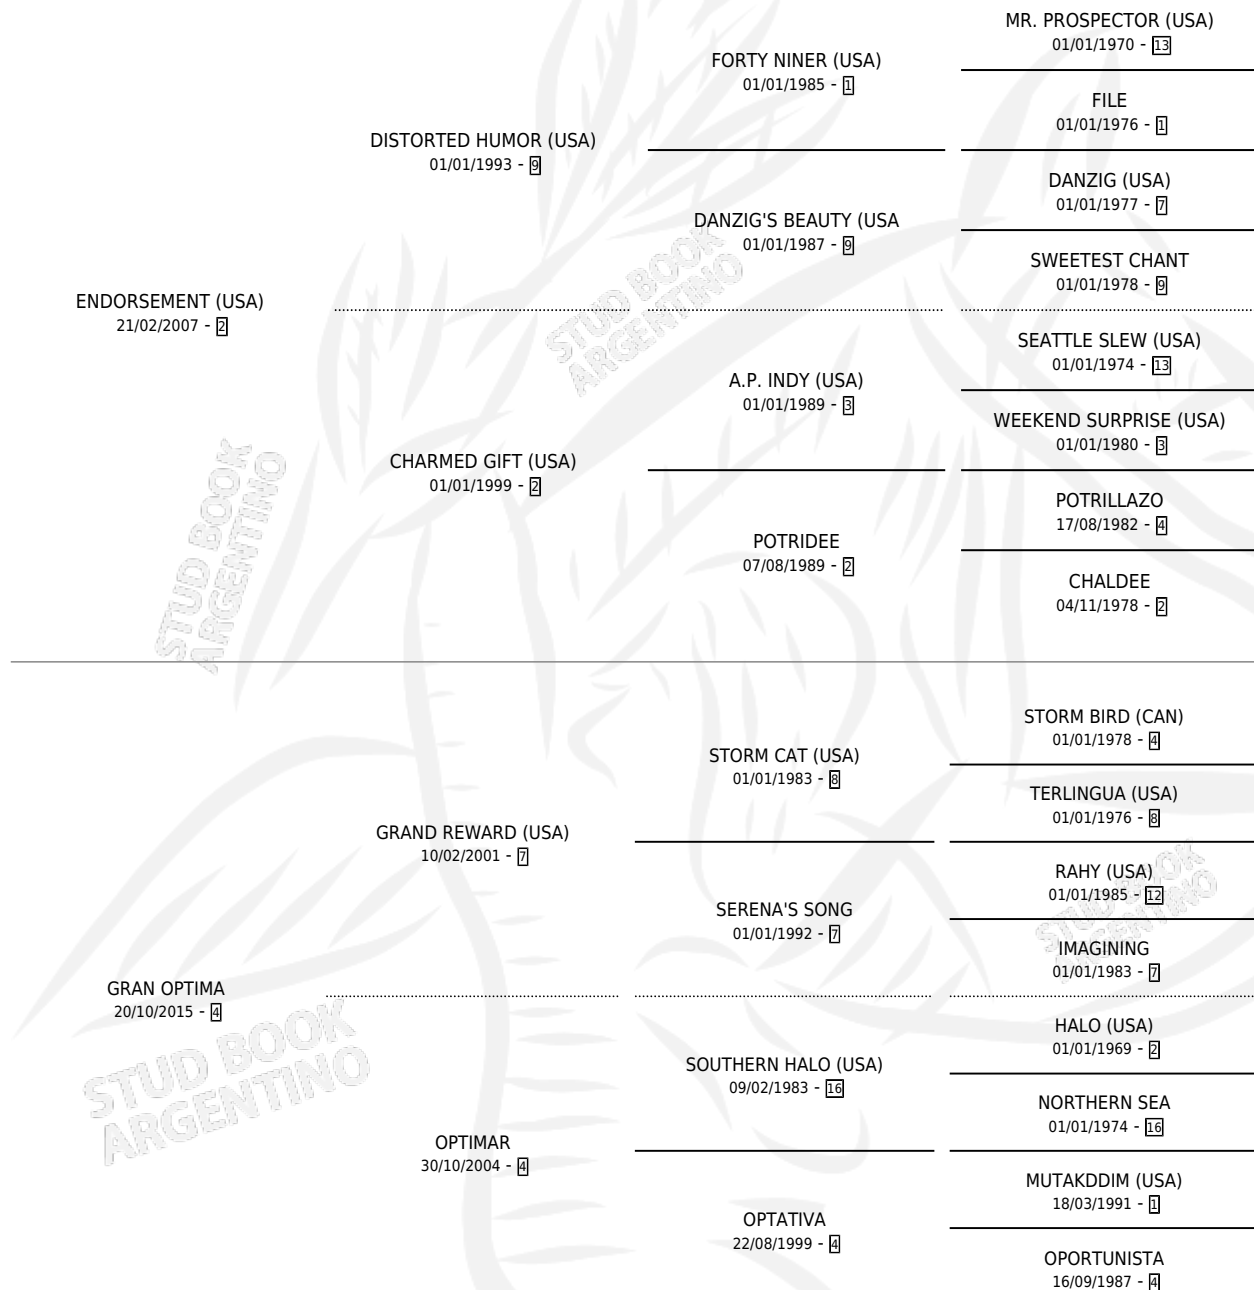 MR. PROSPECTOR (USA)
01/01/1970 - 13
FORTY NINER (USA)
01/01/1985 - 1
FILE
01/01/1976 - 1
DISTORTED HUMOR (USA)
01/01/1993 - 9
DANZIG (USA)
01/01/1977 - 7
DANZIG'S BEAUTY (USA
01/01/1987 - 9
SWEETEST CHANT
01/01/1978 - 9
ENDORSEMENT (USA)
21/02/2007 - 2
SEATTLE SLEW (USA)
01/01/1974 - 13
A.P. INDY (USA)
01/01/1989 - 3
WEEKEND SURPRISE (USA)
01/01/1980 - 3
CHARMED GIFT (USA)
01/01/1999 - 2
POTRILLAZO
17/08/1982 - 4
POTRIDEE
07/08/1989 - 2
CHALDEE
04/11/1978 - 2
STORM BIRD (CAN)
01/01/1978 - 4
STORM CAT (USA)
01/01/1983 - 8
TERLINGUA (USA)
01/01/1976 - 8
GRAND REWARD (USA)
10/02/2001 - 7
RAHY (USA)
01/01/1985 - 12
SERENA'S SONG
01/01/1992 - 7
IMAGINING
01/01/1983 - 7
GRAN OPTIMA
20/10/2015 - 4
HALO (USA)
01/01/1969 - 2
SOUTHERN HALO (USA)
09/02/1983 - 16
NORTHERN SEA
01/01/1974 - 16
OPTIMAR
30/10/2004 - 4
MUTAKDDIM (USA)
18/03/1991 - 1
OPTATIVA
22/08/1999 - 4
OPORTUNISTA
16/09/1987 - 4
STUD BOOK
ARGENTINO
STUD BOOK
ARGENTINO
STUD BOOK
ARGENTINO
STUD BOOK
ARGENTINO